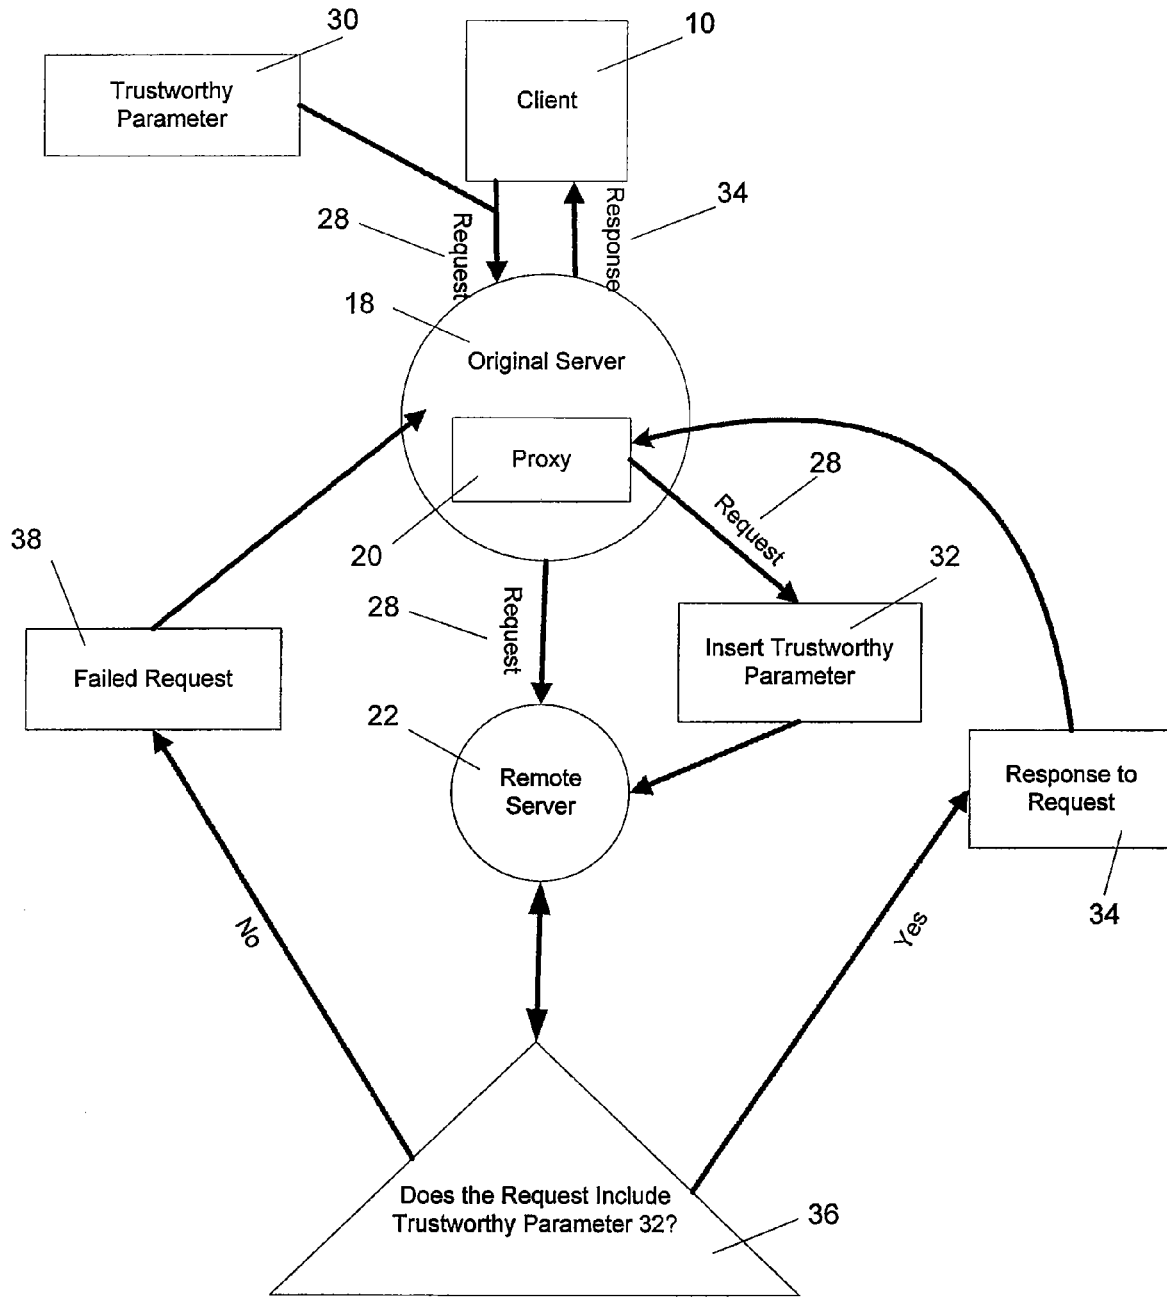 30
10
Trustworthy
Parameter
Client
28
Request
Response
34
18
Original Server
Proxy
28
Request
38
20
32
28
Request
Failed Request
Insert Trustworthy
Parameter
22
Remote
Server
Response to
Request
34
No
Yes
Does the Request Include
Trustworthy Parameter 32?
36